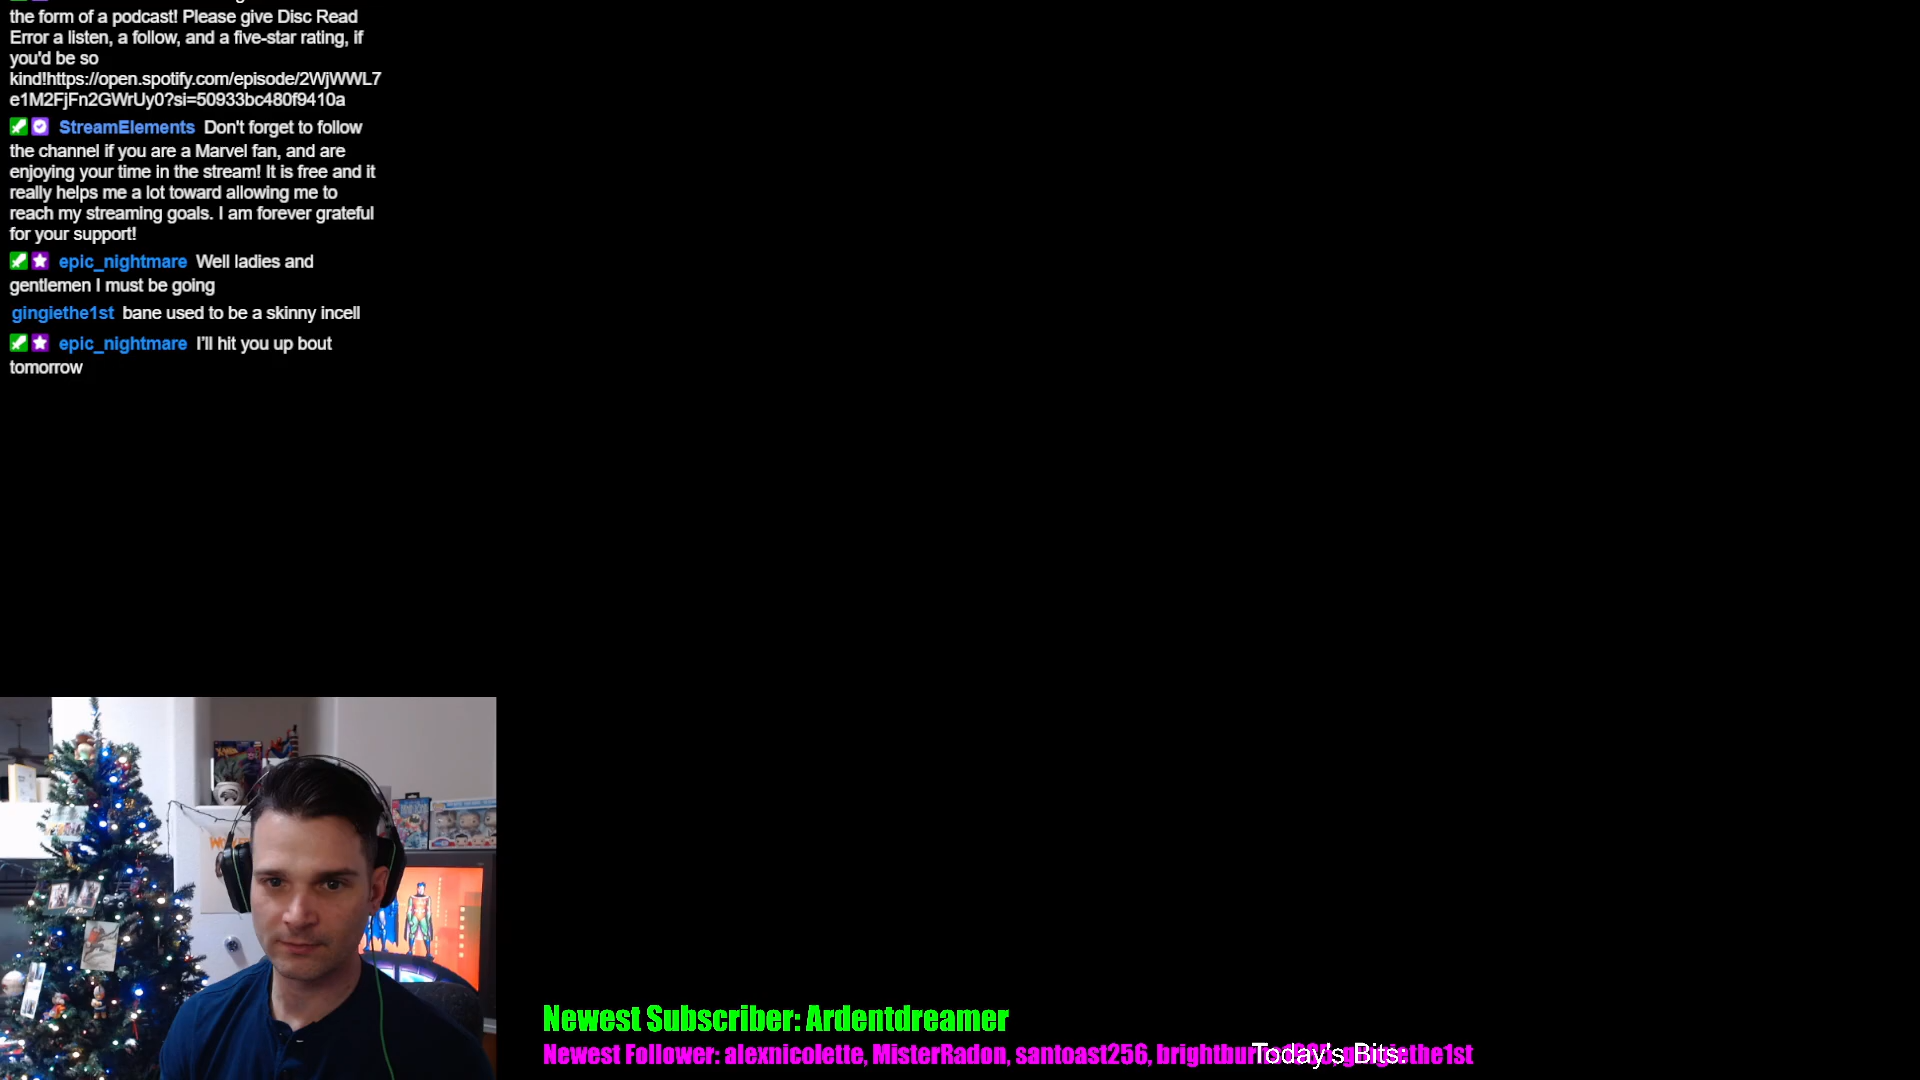 the form of a podcast! Please give Disc Read
Error a listen, a follow, and a five-star rating, if
you'd be so
kind!https://open.spotify.com/episode/2WjWWL7
e1M2FjFn2GWrUy0?si=50933bc480f9410a
StreamElements Don't forget to follow
the channel if you are a Marvel fan, and are
enjoying your time in the stream! It is free and it
really helps me a lot toward allowing me to
reach my streaming goals. I am forever grateful
for your support!
epic_nightmare Well ladies and
gentlemen I must be going
gingiethe1st bane used to be a skinny incell
epic_nightmare I'll hit you up bout
tomorrow
X-MEN
Newest Subscriber: Ardentdreamer
Newest Follower: alexnicolette, MisterRadon, santoast256, gingiethe1st
Today's Bits: